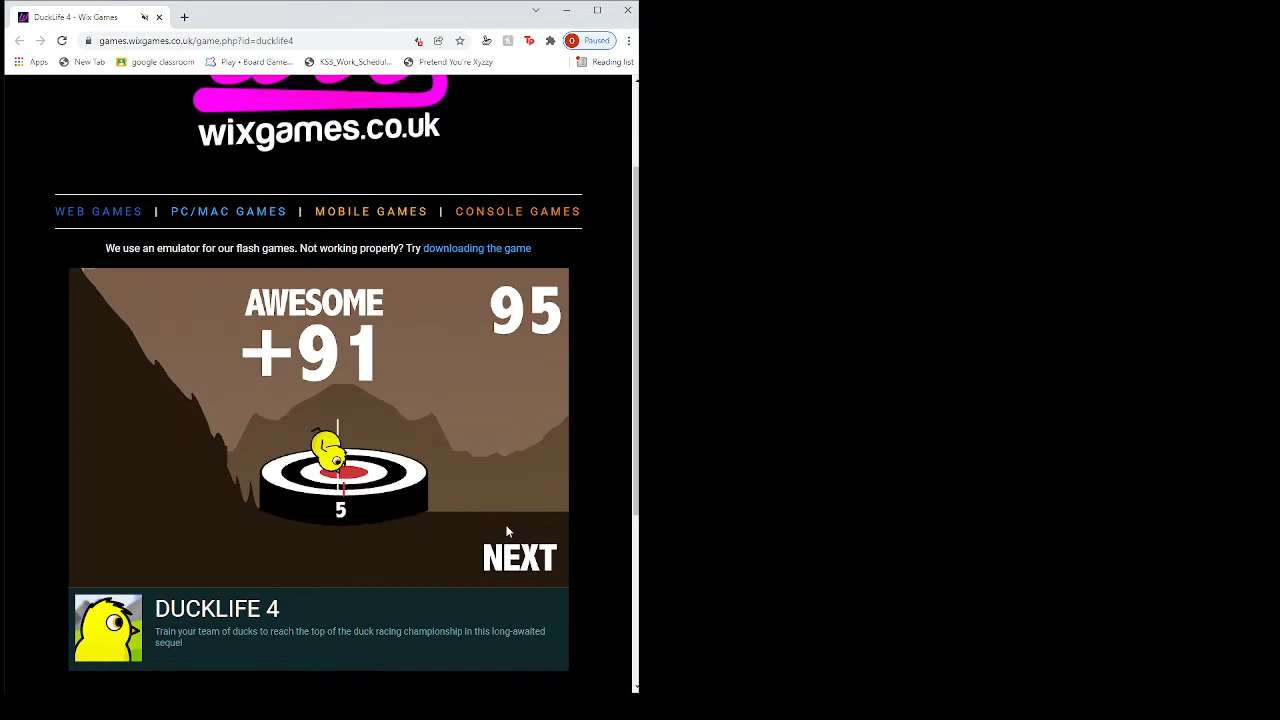 DuckLife 4 - Wix Games
games.wixgames.co.uk/game.php?id=ducklife4
O Paused
Apps New Tab google classroom Play • Board Game... KS3_Work_Schedul... Pretend You're Xyzzy Reading list
wixgames.co.uk
WEB GAMES | PC/MAC GAMES | MOBILE GAMES | CONSOLE GAMES
We use an emulator for our flash games. Not working properly? Try downloading the game
AWESOME 95
+91
5
NEXT
DUCKLIFE 4
Train your team of ducks to reach the top of the duck racing championship in this long-awaited
sequel